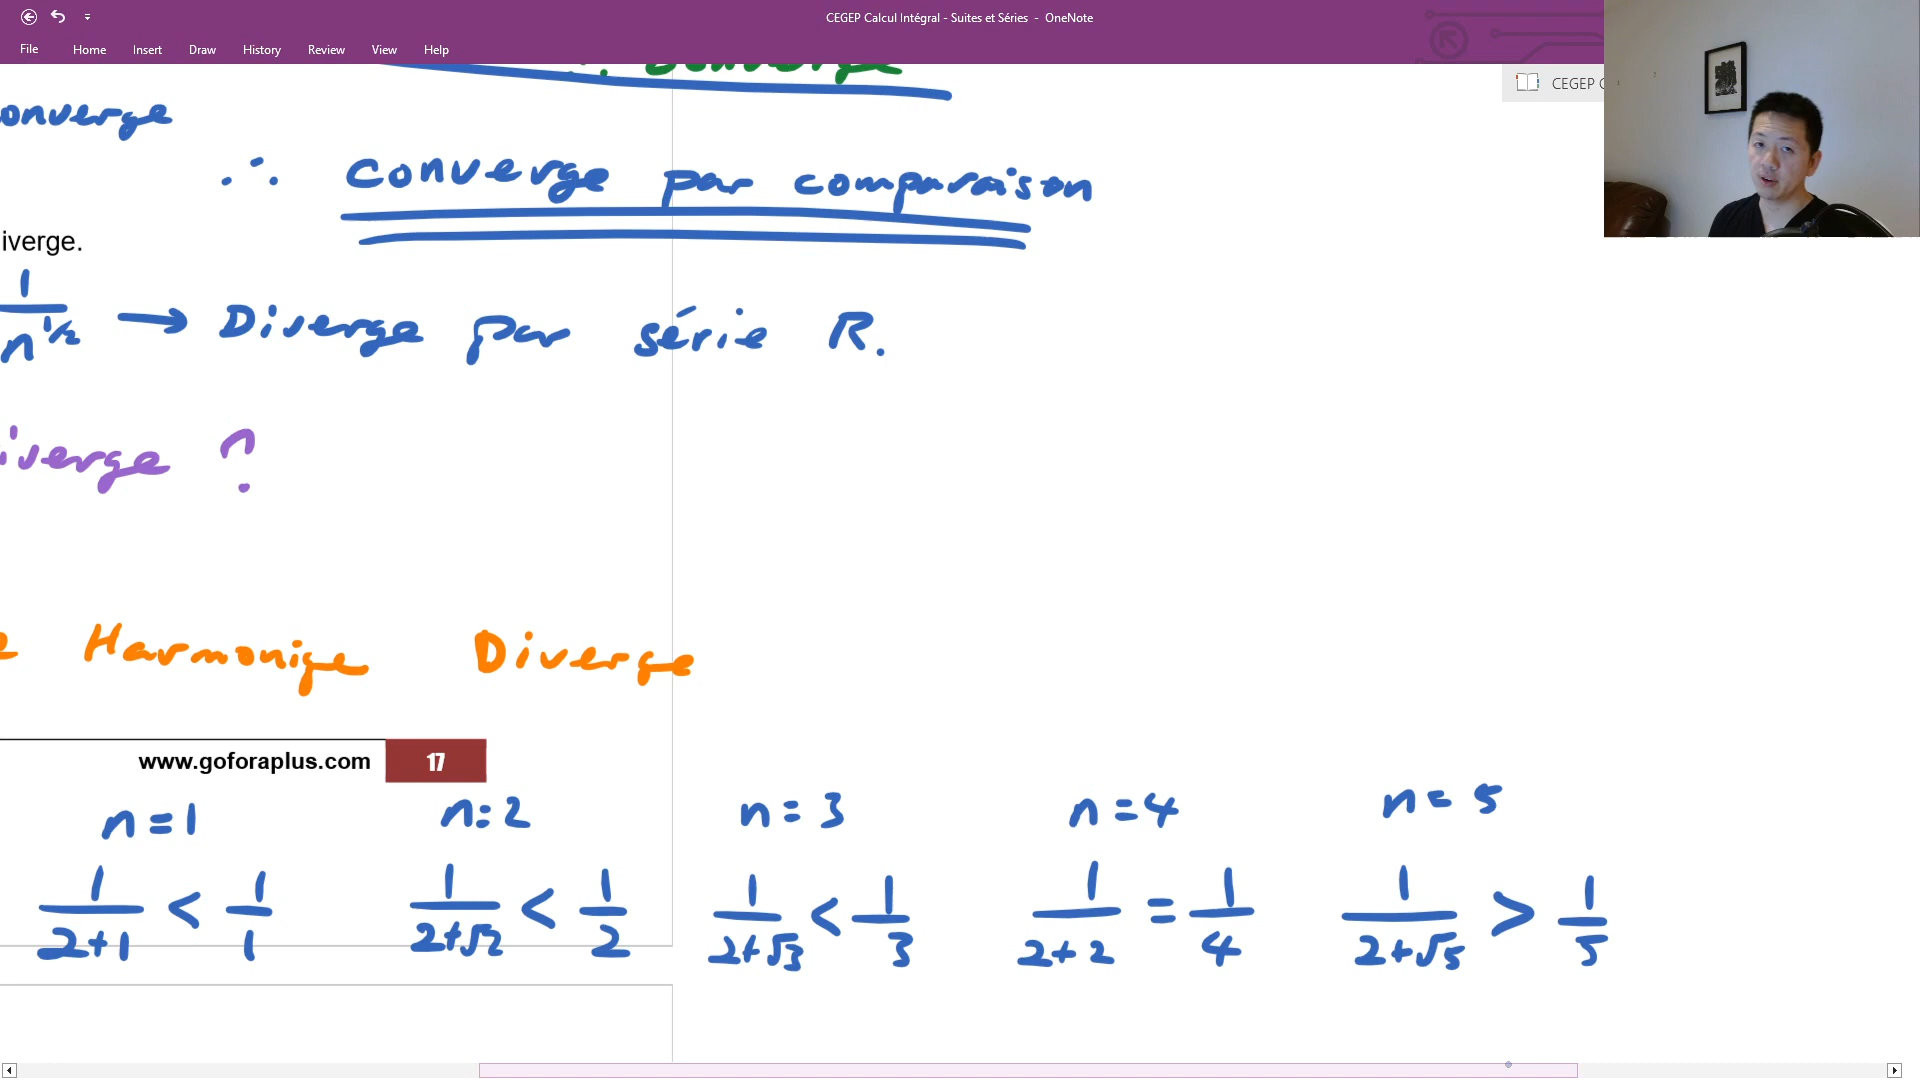 CEGEP Calcul Intégral - Suites et Séries - OneNote
File Home Insert Draw History Review View Help
CEGEP
converge
onverge
∴ converge par comparaison
iverge.
1/n^1/2 → Diverge par série R.
iverge ?
e Harmonige Diverge
www.goforaplus.com 17
n=1 n=2 n=3 n=4 n=5
1/(2+1) < 1/1 1/(2+√2) < 1/2 1/(2+√3) < 1/3 1/(2+2) = 1/4 1/(2+√5) > 1/5